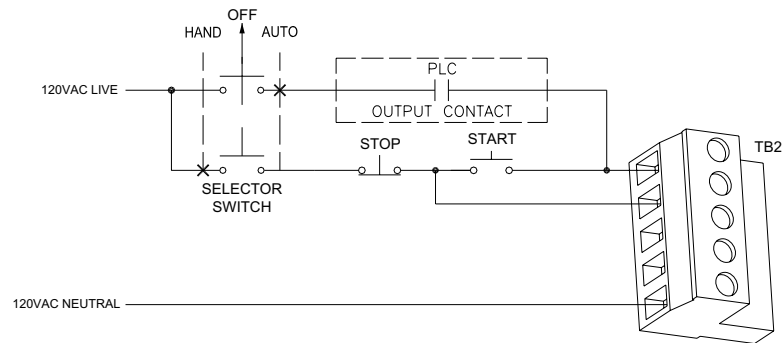 OFF
HAND AUTO
120VAC LIVE
PLC
OUTPUT CONTACT
STOP
START
TB2
SELECTOR
SWITCH
120VAC NEUTRAL